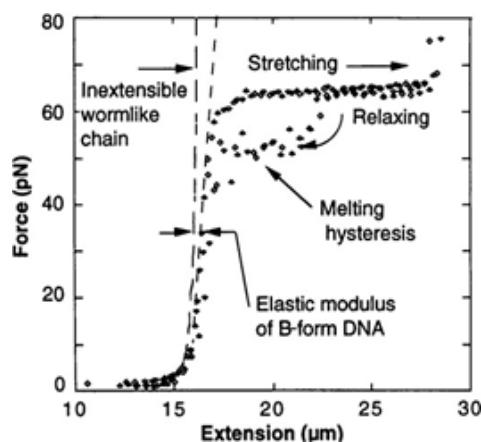 80
Stretching
Inextensible
wormlike
chain
60
Relaxing
Force (pN)
40
Melting
hysteresis
20
Elastic modulus
of B-form DNA
0
10 15 20 25 30
Extension (μm)